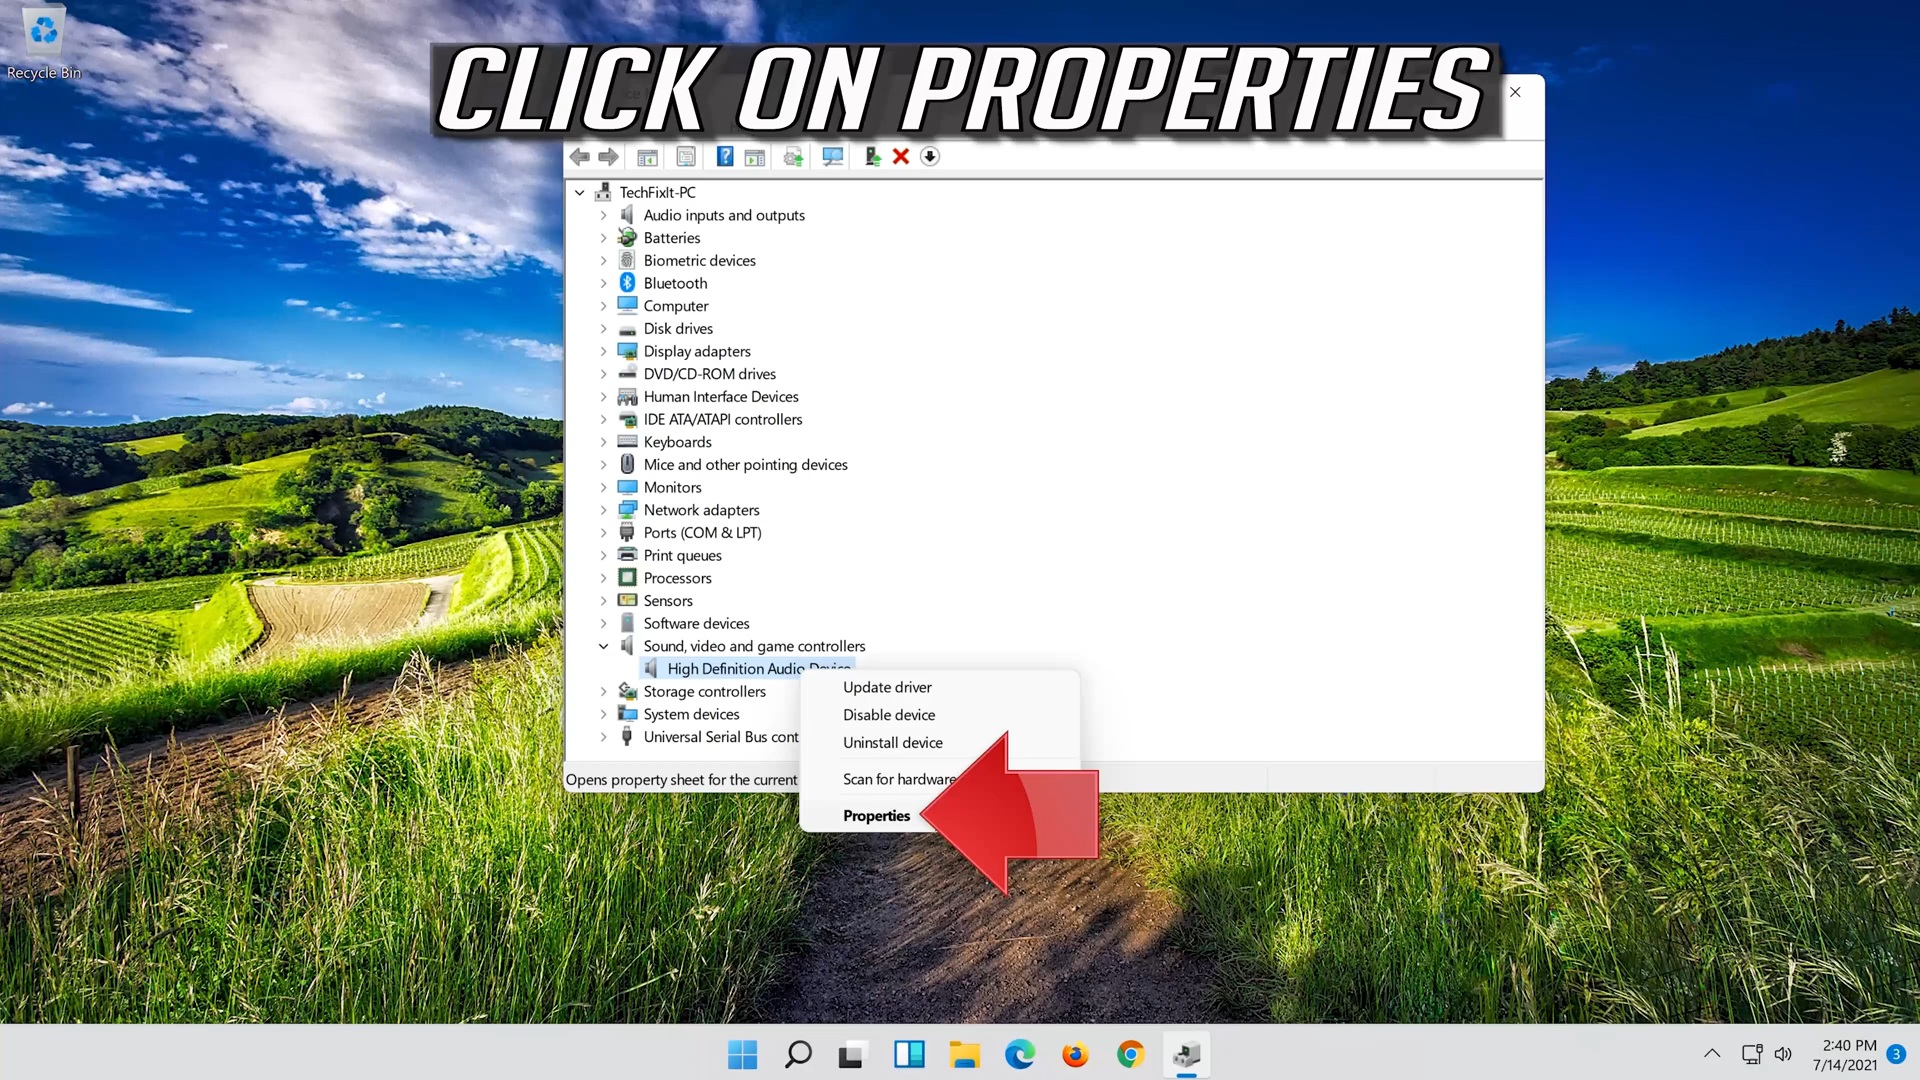 Recycle Bin
CLICK ON PROPERTIES
TechFixIt-PC
Audio inputs and outputs
Batteries
Biometric devices
Bluetooth
Computer
Disk drives
Display adapters
DVD/CD-ROM drives
Human Interface Devices
IDE ATA/ATAPI controllers
Keyboards
Mice and other pointing devices
Monitors
Network adapters
Ports (COM & LPT)
Print queues
Processors
Sensors
Software devices
Sound, video and game controllers
High Definition Audio Device
Storage controllers
System devices
Universal Serial Bus cont
Update driver
Disable device
Uninstall device
Scan for hardware
Properties
Opens property sheet for the current
2:40 PM
7/14/2021
3